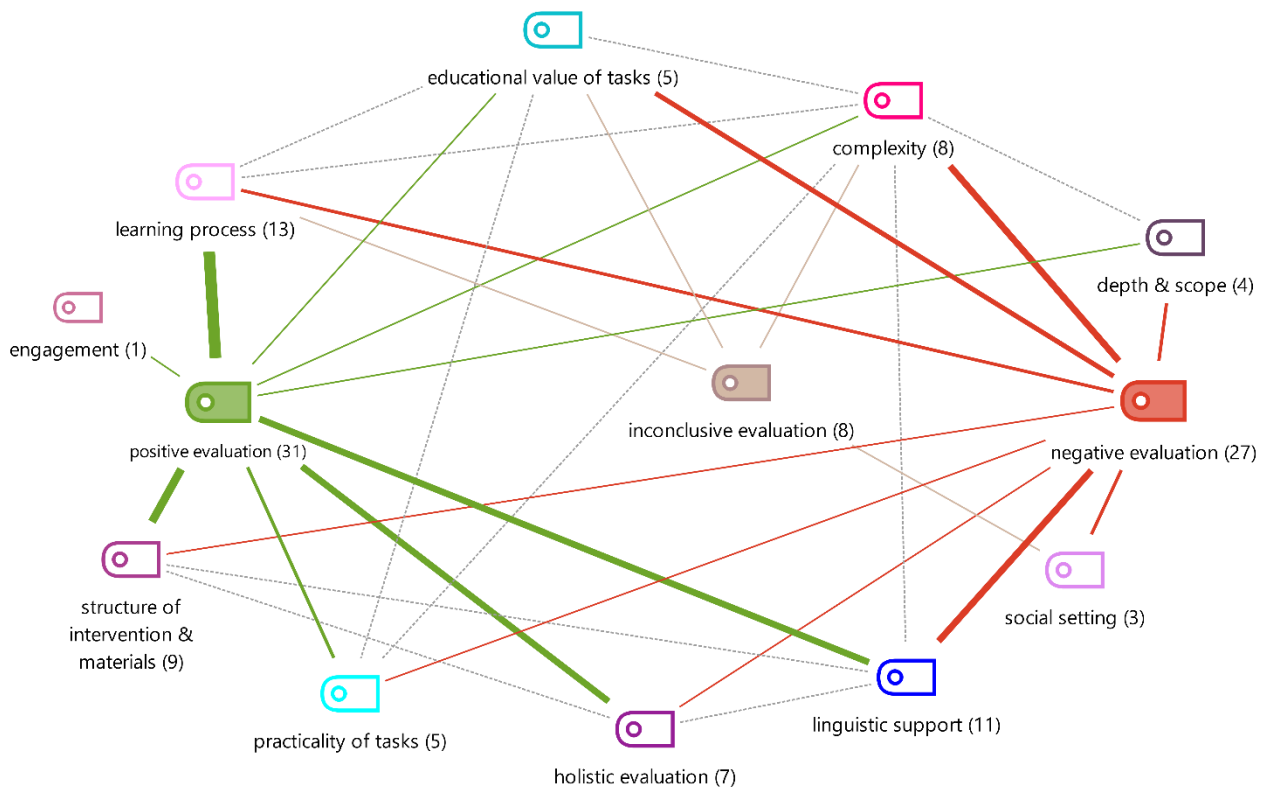 educational value of tasks (5)
complexity (8)
learning process (13)
depth & scope (4)
engagement (1)
inconclusive evaluation (8)
positive evaluation (31)
negative evaluation (27)
structure of
intervention &
materials (9)
social setting (3)
linguistic support (11)
practicality of tasks (5)
holistic evaluation (7)